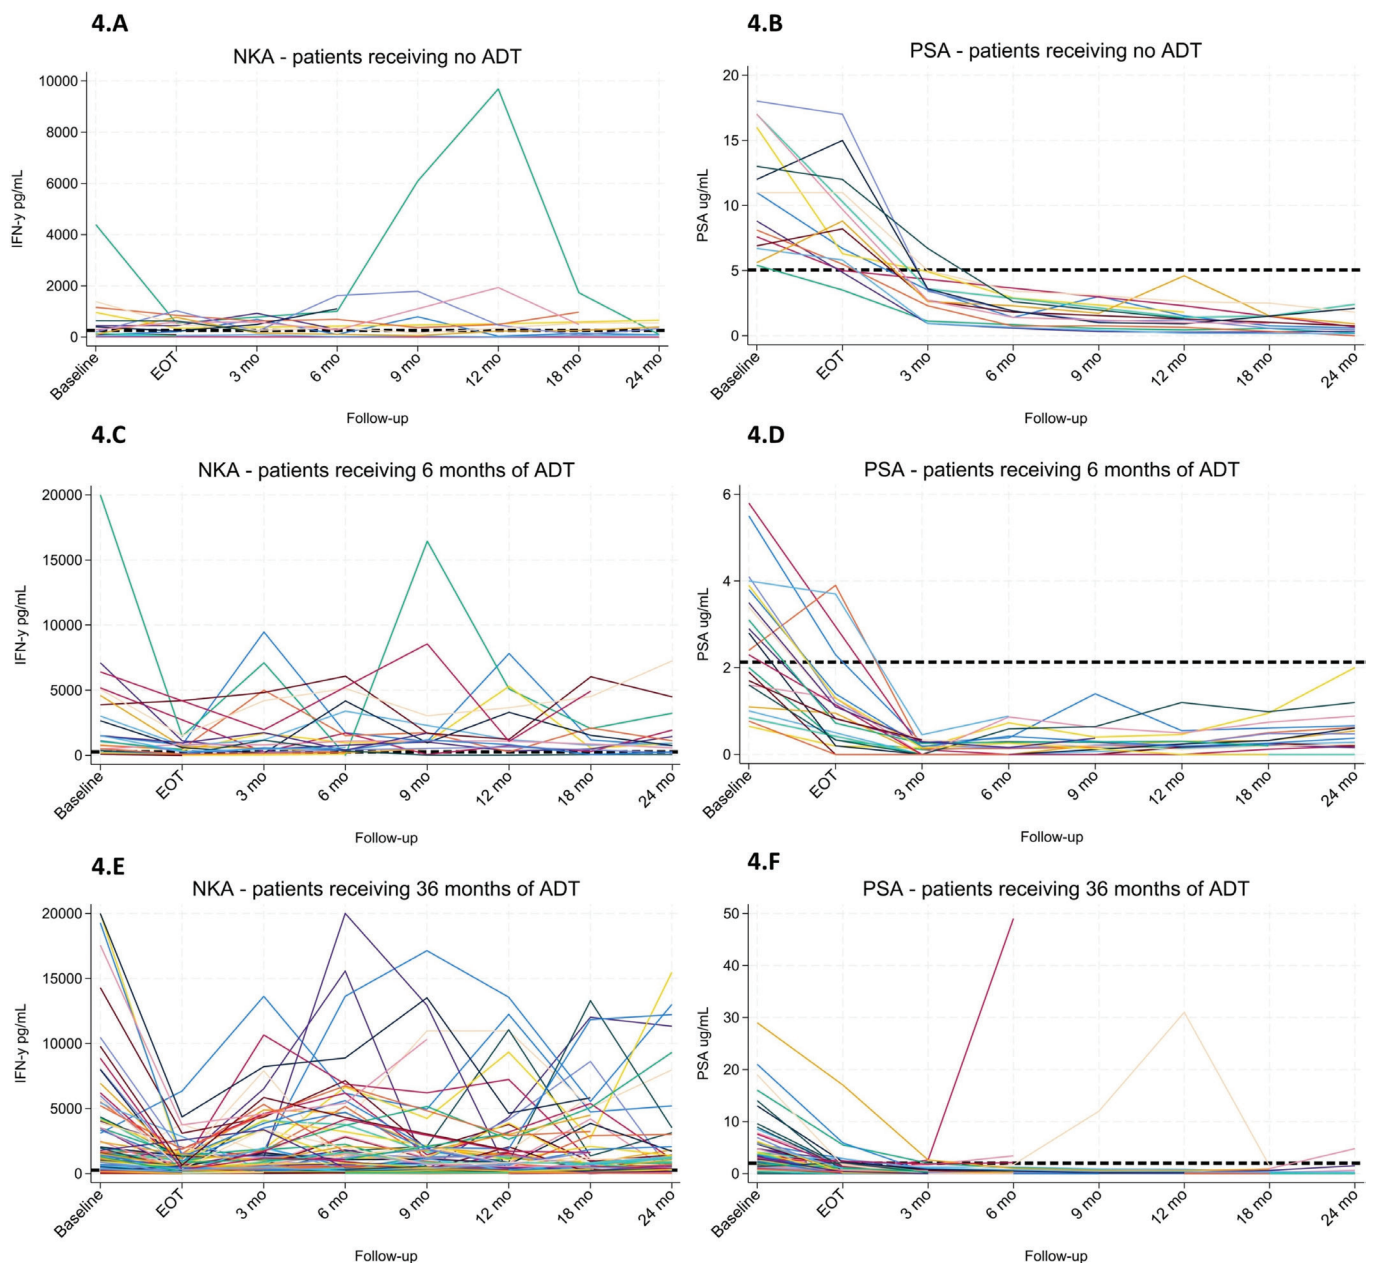 4.A
NKA - patients receiving no ADT
10000
8000
6000
4000
2000
0
IFN-y pg/mL
Baseline
EOT
3 mo
6 mo
9 mo
12 mo
18 mo
24 mo
Follow-up
4.B
PSA - patients receiving no ADT
20
15
10
5
0
PSA ug/mL
Baseline
EOT
3 mo
6 mo
9 mo
12 mo
18 mo
24 mo
Follow-up
4.C
NKA - patients receiving 6 months of ADT
20000
15000
10000
5000
0
IFN-y pg/mL
Baseline
EOT
3 mo
6 mo
9 mo
12 mo
18 mo
24 mo
Follow-up
4.D
PSA - patients receiving 6 months of ADT
6
4
2
0
PSA ug/mL
Baseline
EOT
3 mo
6 mo
9 mo
12 mo
18 mo
24 mo
Follow-up
4.E
NKA - patients receiving 36 months of ADT
20000
15000
10000
5000
0
IFN-y pg/mL
Baseline
EOT
3 mo
6 mo
9 mo
12 mo
18 mo
24 mo
Follow-up
4.F
PSA - patients receiving 36 months of ADT
50
40
30
20
10
0
PSA ug/mL
Baseline
EOT
3 mo
6 mo
9 mo
12 mo
18 mo
24 mo
Follow-up